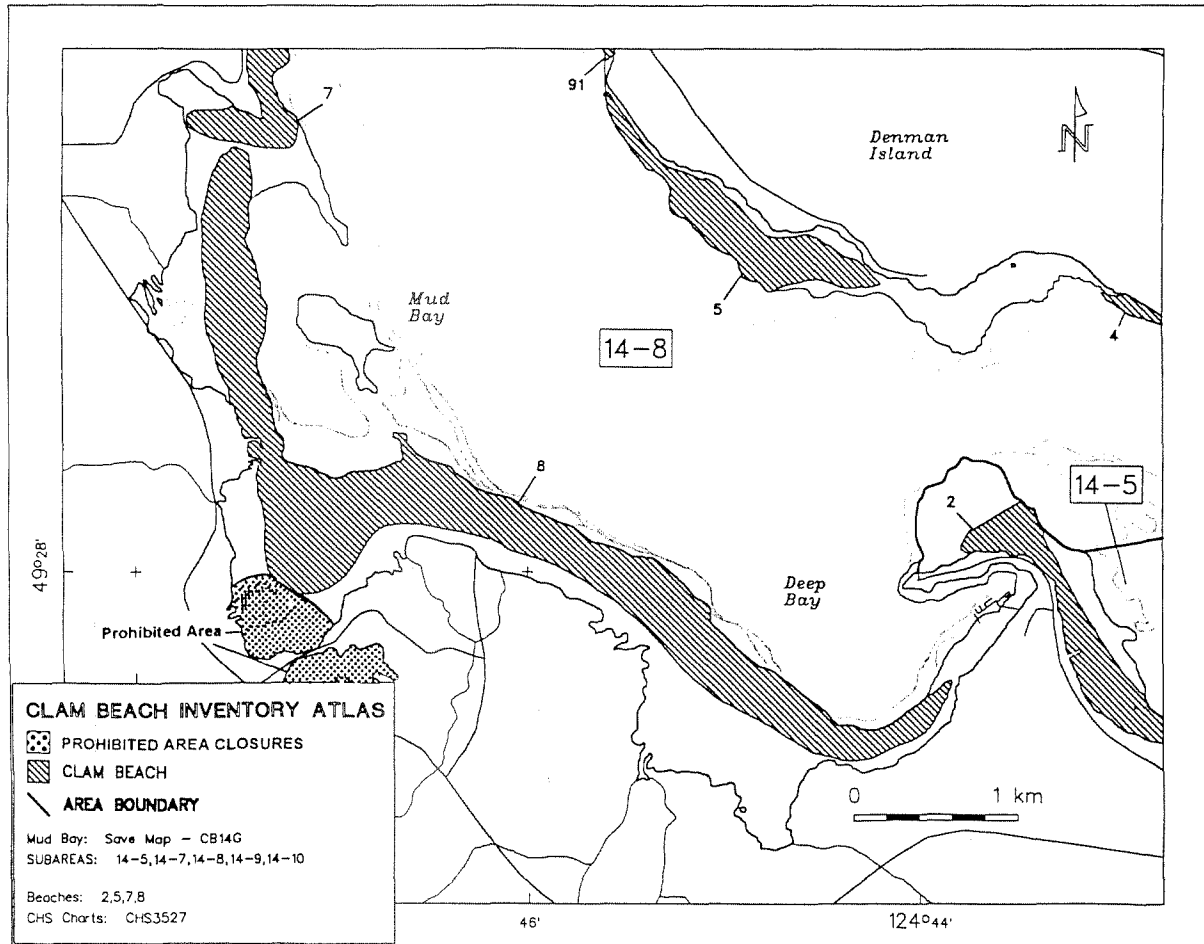 7
91
Denman
Island
N
Mud
Bay
5
4
14-8
8
14-5
2
49°28'
Deep
Bay
Prohibited Area
CLAM BEACH INVENTORY ATLAS
PROHIBITED AREA CLOSURES
CLAM BEACH
AREA BOUNDARY
Mud Bay: Save Map - CB14G
SUBAREAS: 14-5,14-7,14-8,14-9,14-10
Beaches: 2,5,7,8
CHS Charts: CHS3527
0 1 km
46'
124°44'